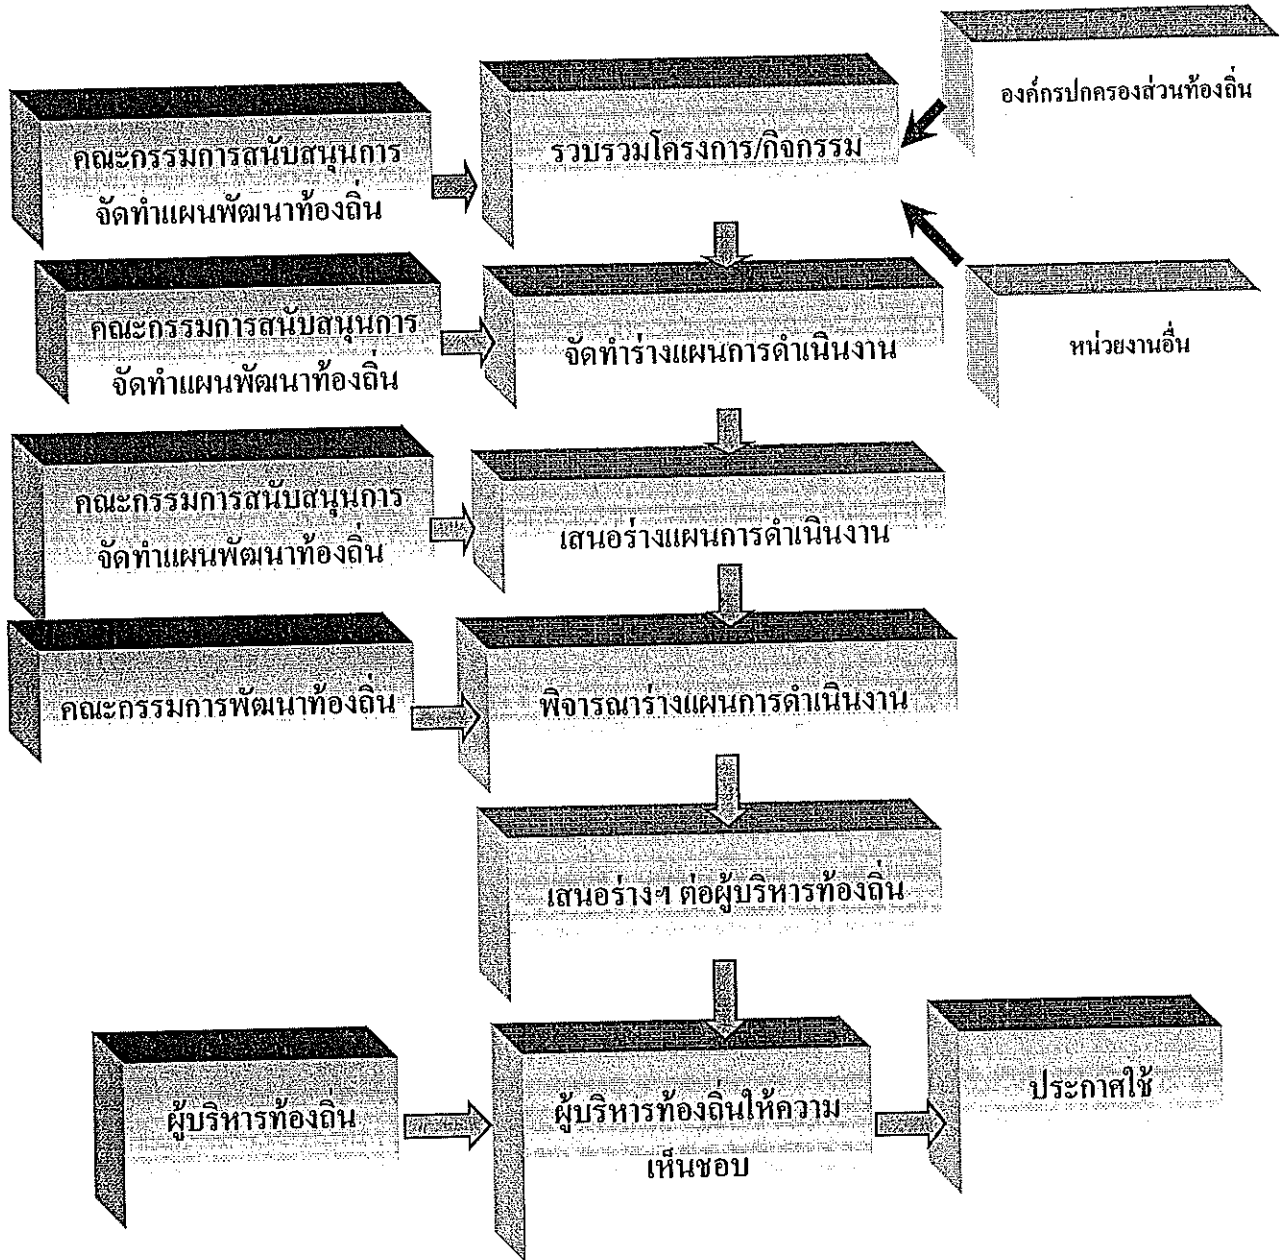 องค์กรปกครองส่วนท้องถิ่น
คณะกรรมการสนับสนุนการ
จัดทำแผนพัฒนาท้องถิ่น
รวบรวมโครงการ/กิจกรรม
คณะกรรมการสนับสนุนการ
จัดทำแผนพัฒนาท้องถิ่น
จัดทำร่างแผนการดำเนินงาน
หน่วยงานอื่น
คณะกรรมการสนับสนุนการ
จัดทำแผนพัฒนาท้องถิ่น
เสนอร่างแผนการดำเนินงาน
คณะกรรมการพัฒนาท้องถิ่น
พิจารณาร่างแผนการดำเนินงาน
เสนอร่างฯ ต่อผู้บริหารท้องถิ่น
ผู้บริหารท้องถิ่น
ผู้บริหารท้องถิ่นให้ความ
เห็นชอบ
ประกาศใช้